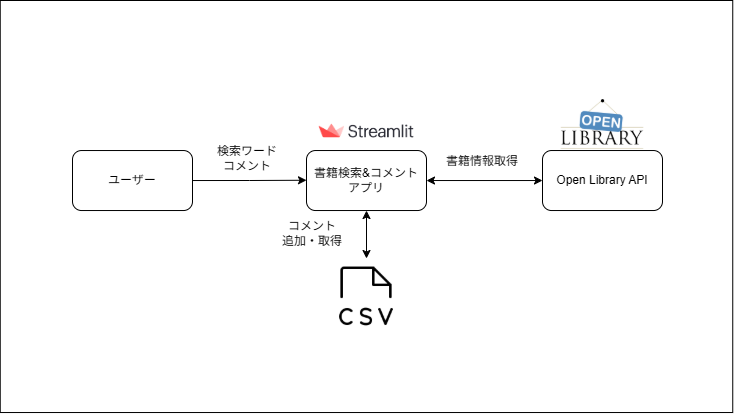 Streamlit
OPEN
LIBRARY
検索ワード
コメント
ユーザー
書籍検索&コメント
アプリ
書籍情報取得
Open Library API
コメント
追加・取得
CSV